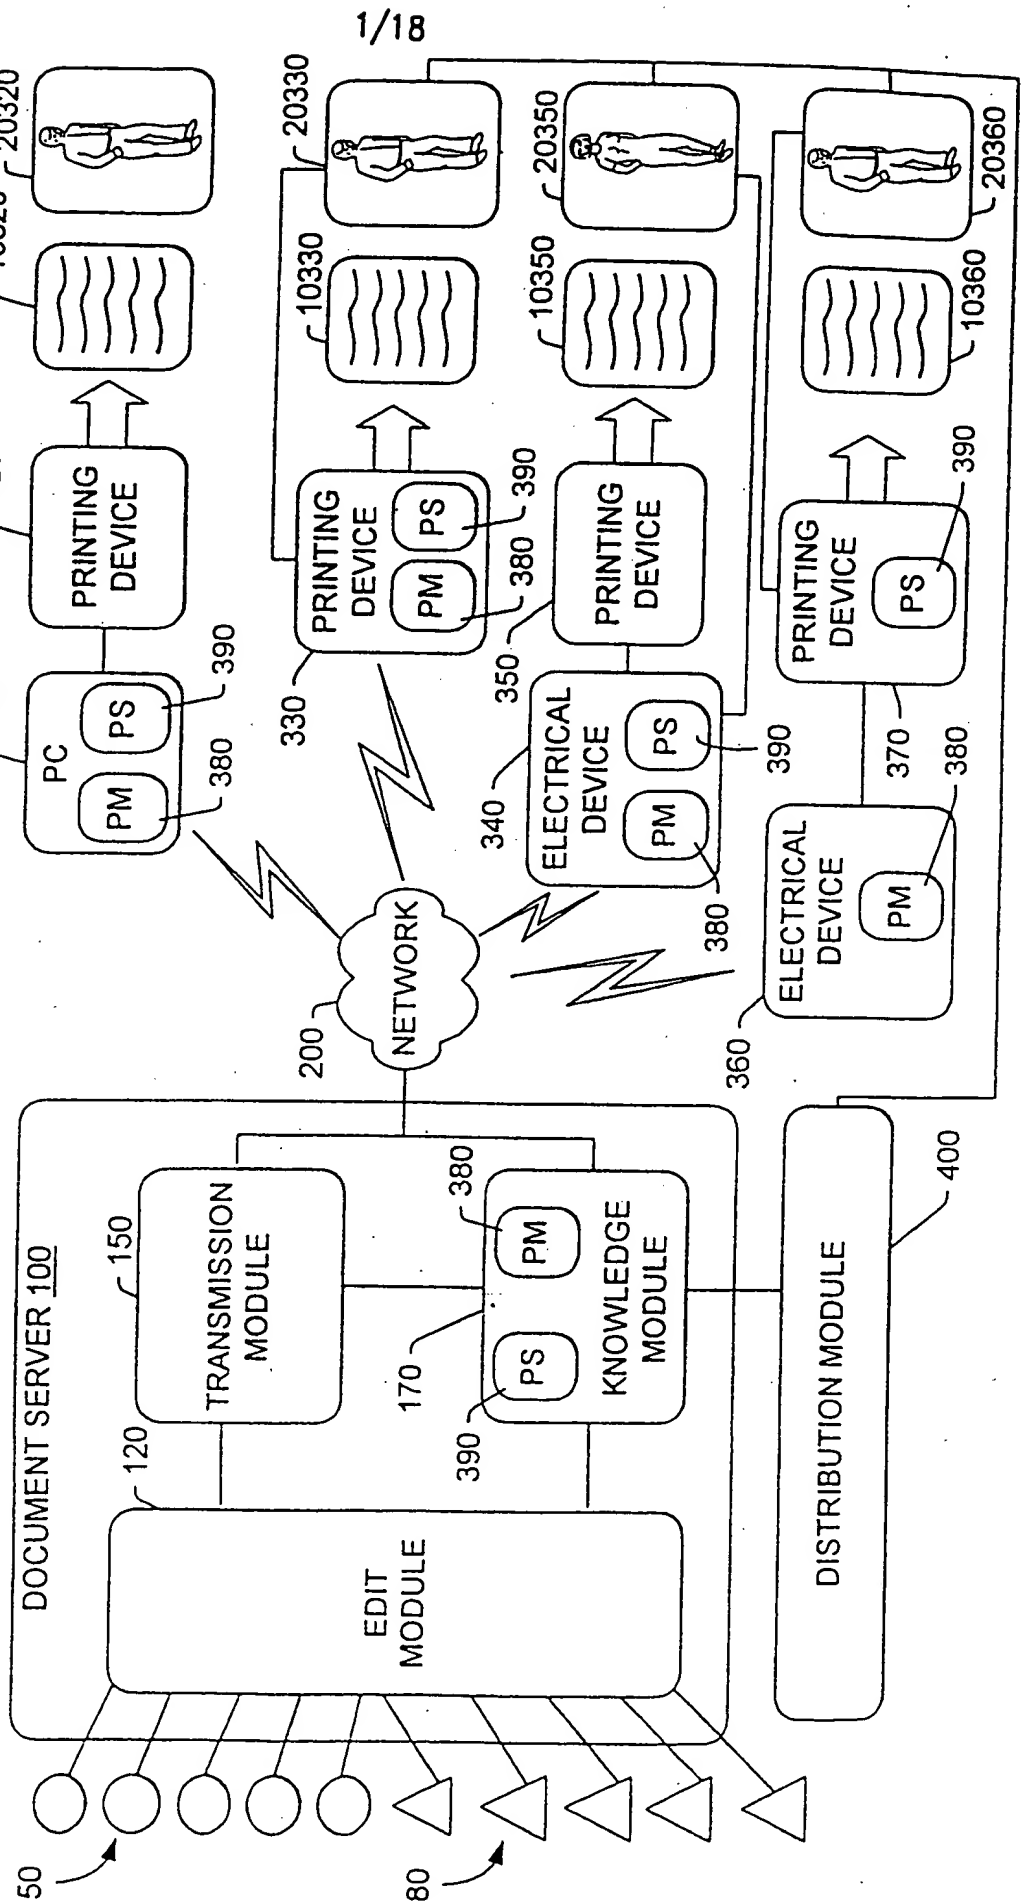 1/18
DOCUMENT SERVER 100
50
80
120
EDIT
MODULE
150
TRANSMISSION
MODULE
170
390
PS
380
PM
KNOWLEDGE
MODULE
DISTRIBUTION MODULE
400
200
NETWORK
PC
PM
PS
380
390
PRINTING
DEVICE
20320
330
PRINTING
DEVICE
PM
PS
380
390
10330
20330
340
ELECTRICAL
DEVICE
PM
PS
380
390
350
PRINTING
DEVICE
10350
20350
360
ELECTRICAL
DEVICE
PM
380
370
PRINTING
DEVICE
PS
390
10360
20360